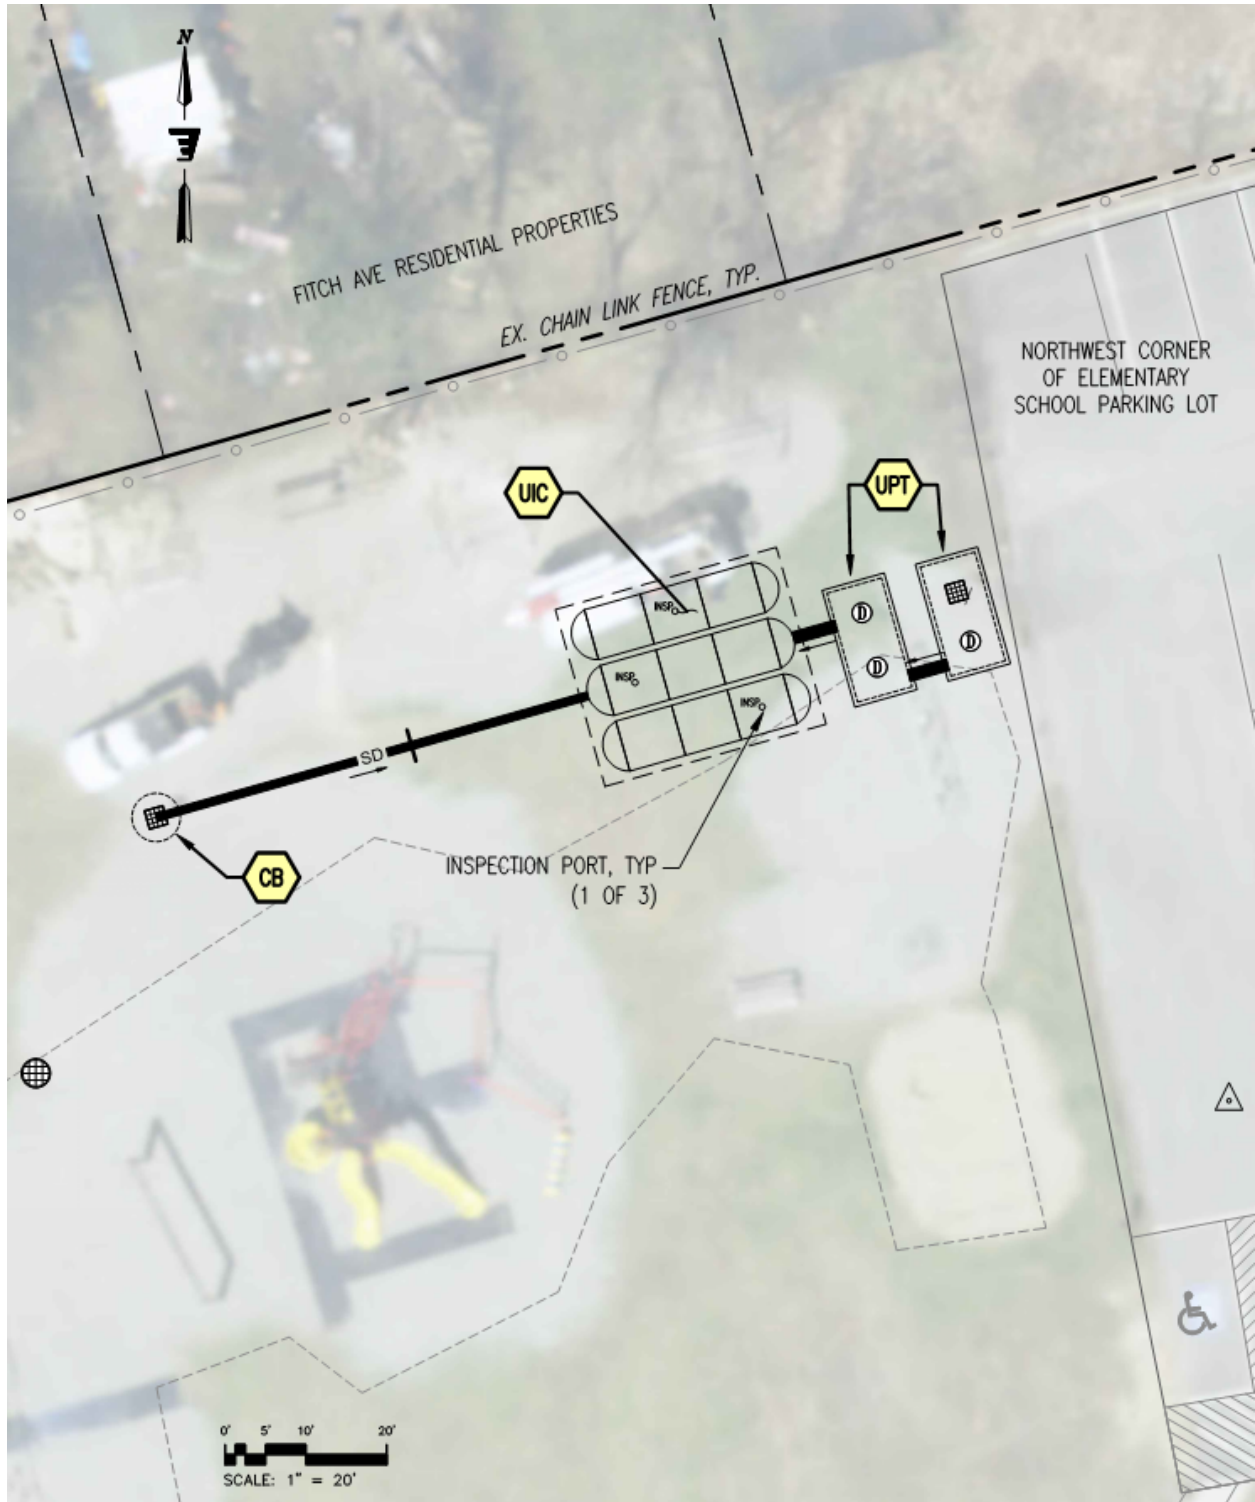 N
FITCH AVE RESIDENTIAL PROPERTIES
EX. CHAIN LINK FENCE, TYP.
NORTHWEST CORNER
OF ELEMENTARY
SCHOOL PARKING LOT
UIC
UPT
INSP
D
D
INSP
D
INSP
SD
CB
INSPECTION PORT, TYP
(1 OF 3)
0' 5' 10' 20'
SCALE: 1" = 20'